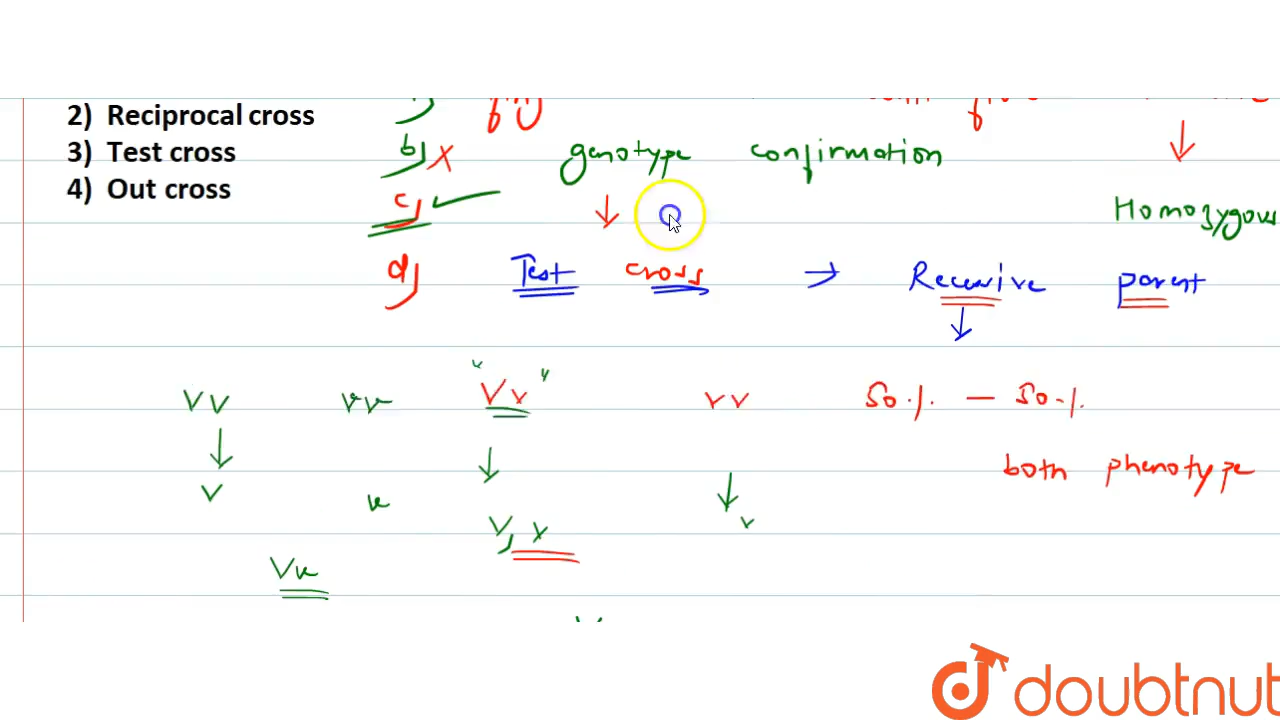 2) Reciprocal cross
3) Test cross
4) Out cross
b) X genotype confirmation
c)
Homozygous
d) Test cross → Recessive parent
VV vv "Vv" vv 50% — 50%
both phenotype
v v V, v v
Vv
doubtnut